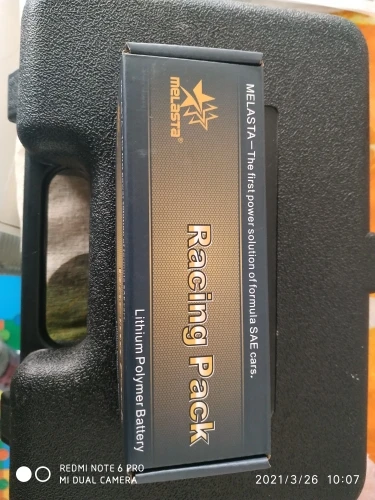 MELASTA—The first power solution of formula SAE cars.
MELASTA®
Racing Pack
Lithium Polymer Battery
REDMI NOTE 6 PRO
MI DUAL CAMERA
2021/3/26 10:07